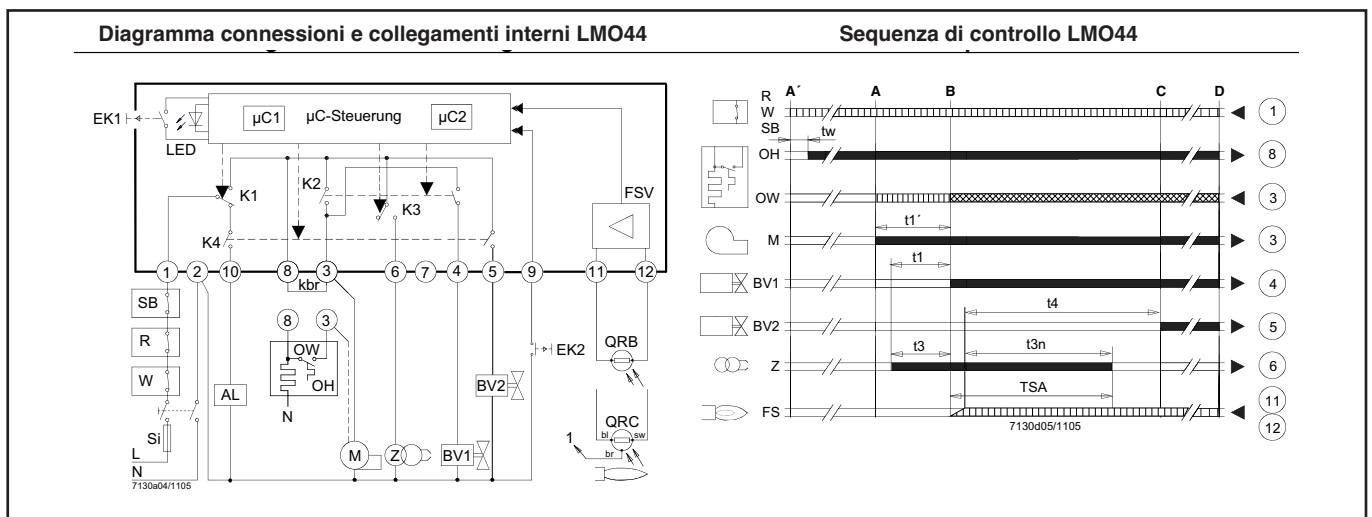 Diagramma connessioni e collegamenti interni LMO44
EK1
LED
µC1
µC-Steuerung
µC2
K1
K2
K3
K4
FSV
1
2
10
8
3
6
7
4
5
9
11
12
kbr
SB
R
W
Si
L
N
7130a04/1105
AL
8
3
OW
OH
N
M
Z
BV1
BV2
EK2
QRB
QRC
bl
sw
br
1
Sequenza di controllo LMO44
A´
A
B
C
D
R
W
1
SB
tw
OH
8
OW
3
t1´
M
3
t1
BV1
4
t4
BV2
5
t3
t3n
Z
6
TSA
FS
11
12
7130d05/1105